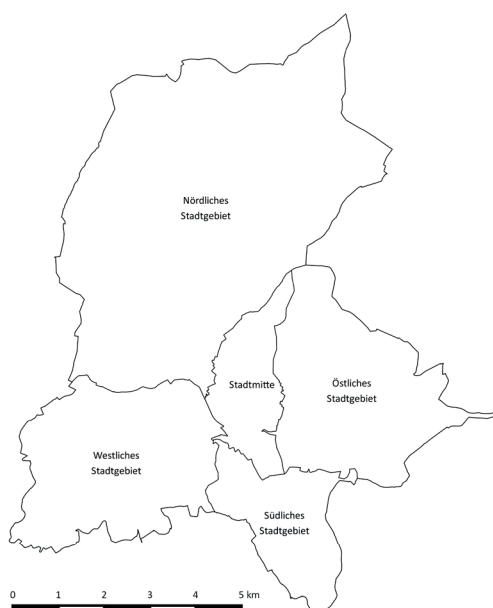 Nördliches
Stadtgebiet
Stadtmitte
Östliches
Stadtgebiet
Westliches
Stadtgebiet
Südliches
Stadtgebiet
0 1 2 3 4 5 km